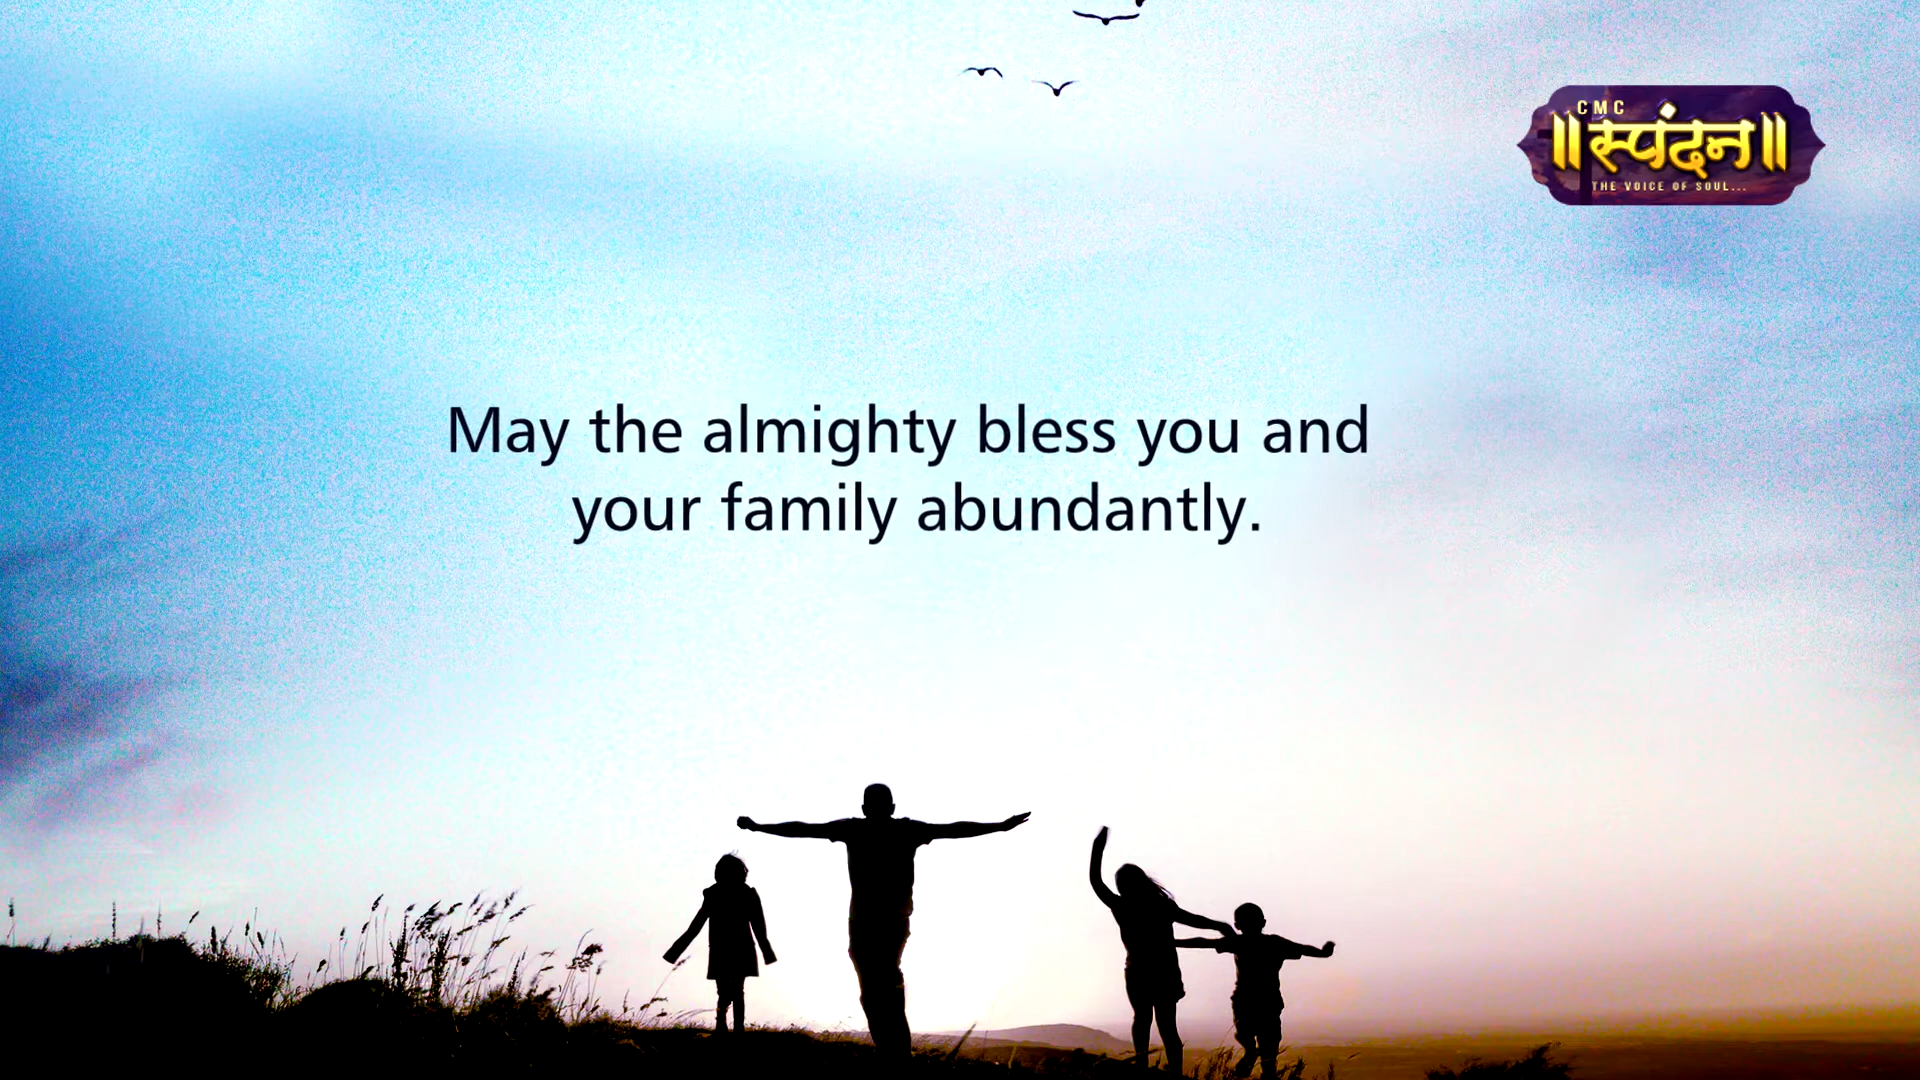 CMC
॥स्पंदन॥
THE VOICE OF SOUL...
May the almighty bless you and
your family abundantly.